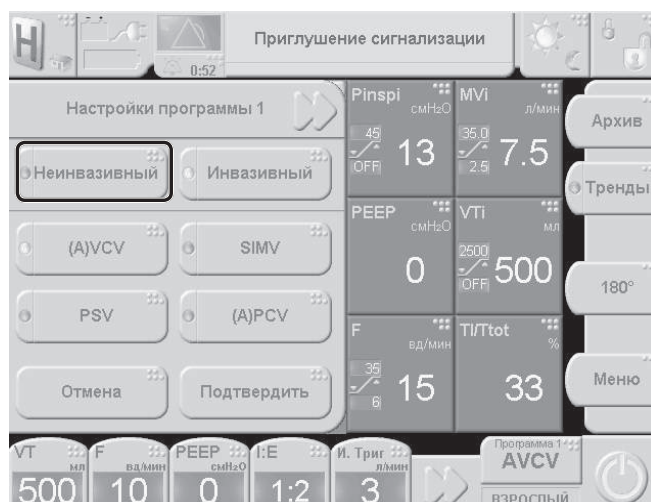 H
0:52
Приглушение сигнализации
Настройки программы 1
Неинвазивный
Инвазивный
(A)VCV
SIMV
PSV
(A)PCV
Отмена
Подтвердить
Pinspi
смH2O
45
OFF
13
MVi
л/мин
35.0
2.5
7.5
PEEP
смH2O
0
VTi
мл
2500
OFF
500
F
вд/мин
35
6
15
TI/Ttot
%
33
Архив
Тренды
180°
Меню
VT
мл
500
F
вд/мин
10
PEEP
смH2O
0
I:E
1:2
И. Триг
л/мин
3
Программа 1
AVCV
ВЗРОСЛЫЙ